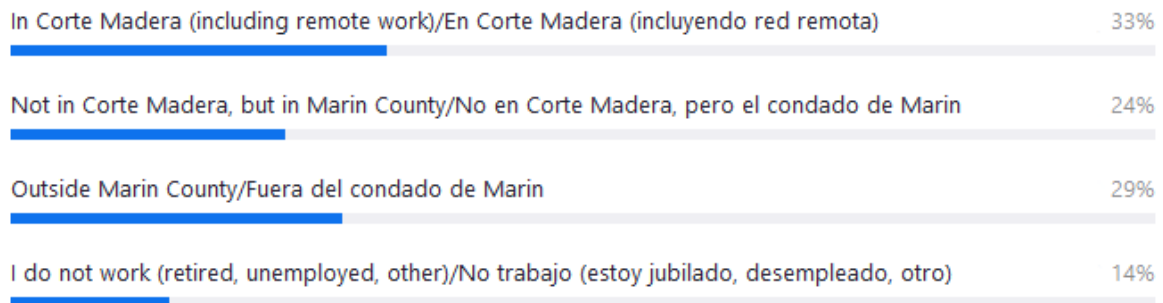 In Corte Madera (including remote work)/En Corte Madera (incluyendo red remota) 33%
Not in Corte Madera, but in Marin County/No en Corte Madera, pero el condado de Marin 24%
Outside Marin County/Fuera del condado de Marin 29%
I do not work (retired, unemployed, other)/No trabajo (estoy jubilado, desempleado, otro) 14%